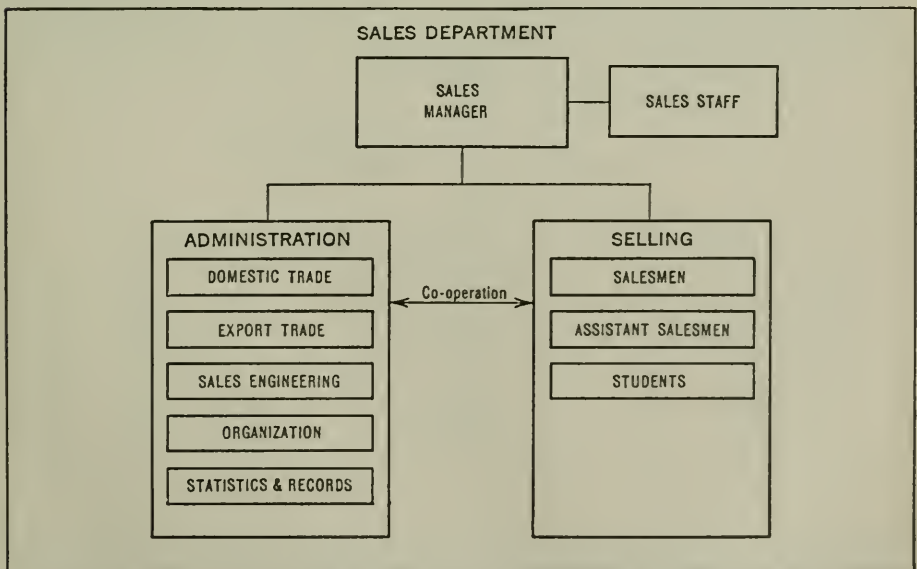 SALES DEPARTMENT
SALES
MANAGER
SALES STAFF
ADMINISTRATION
DOMESTIC TRADE
EXPORT TRADE
SALES ENGINEERING
ORGANIZATION
STATISTICS & RECORDS
Co-operation
SELLING
SALESMEN
ASSISTANT SALESMEN
STUDENTS